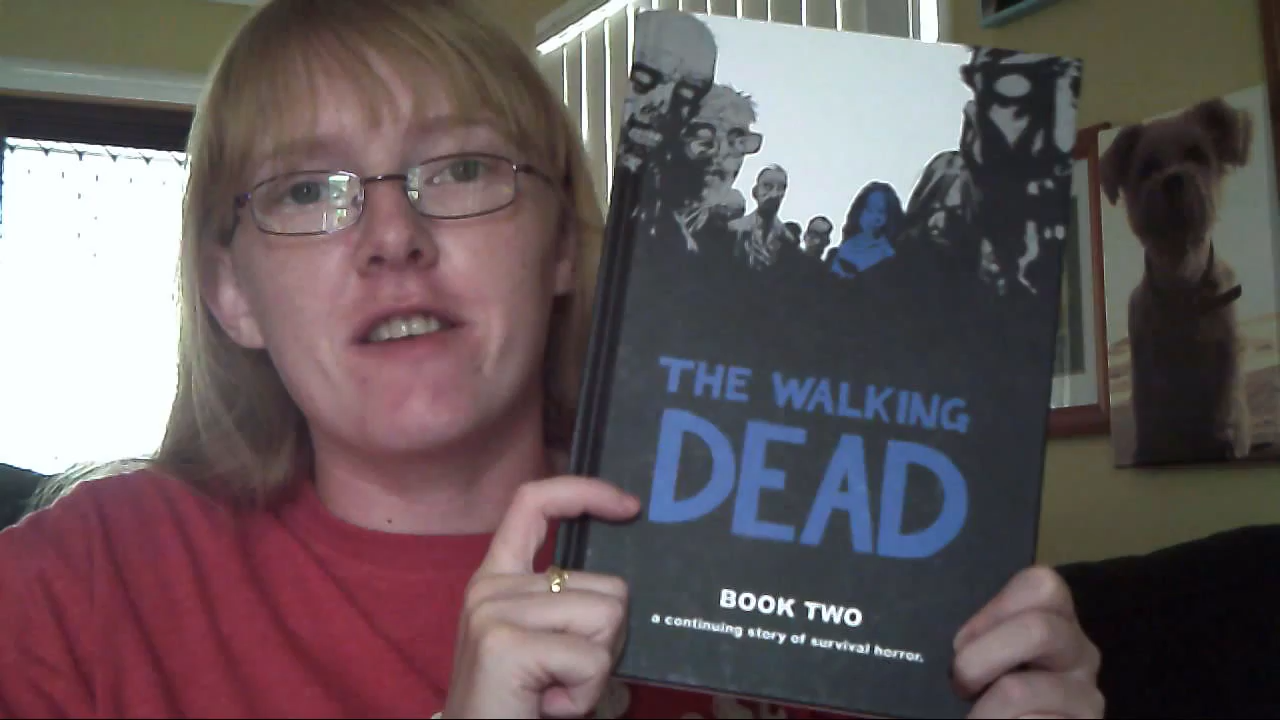 THE WALKING
DEAD
BOOK TWO
a continuing story of survival horror.